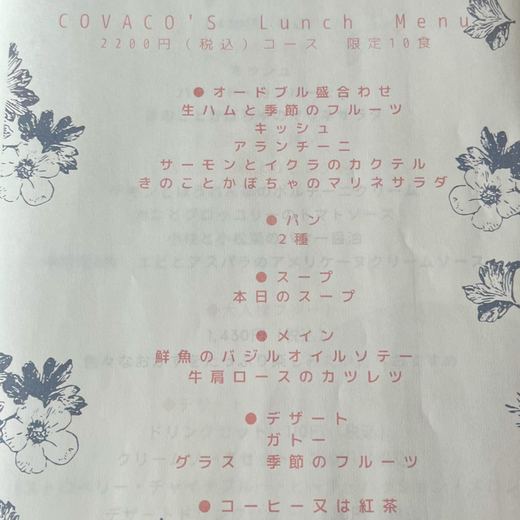 COVACO'S Lunch Menu
2200円(税込)コース 限定10食
●オードブル盛合わせ
生ハムと季節のフルーツ
キッシュ
アランチーニ
サーモンとイクラのカクテル
きのことかぼちゃのマリネサラダ
●パン
2種
●スープ
本日のスープ
●メイン
鮮魚のバジルオイルソテー
牛肩ロースのカツレツ
●デザート
ガトー
グラス 季節のフルーツ
●コーヒー又は紅茶